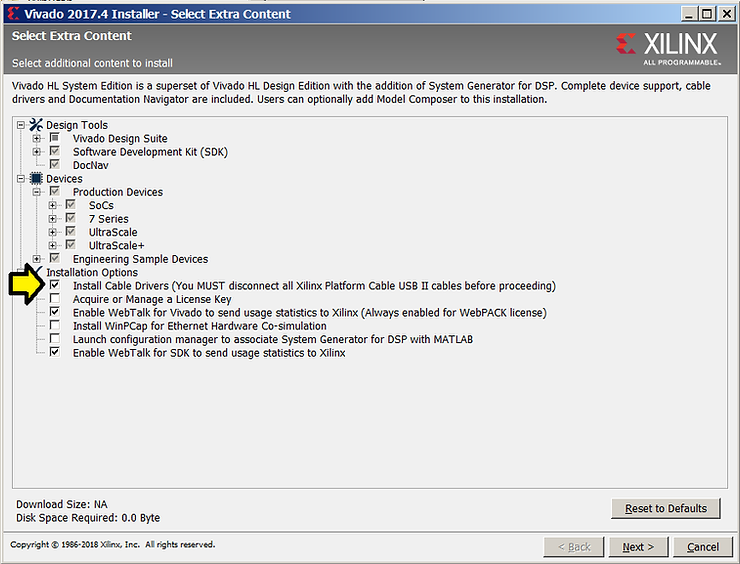 Vivado 2017.4 Installer - Select Extra Content
Select Extra Content
XILINX
ALL PROGRAMMABLE™
Select additional content to install
Vivado HL System Edition is a superset of Vivado HL Design Edition with the addition of System Generator for DSP. Complete device support, cable
drivers and Documentation Navigator are included. Users can optionally add Model Composer to this installation.
Design Tools
Vivado Design Suite
Software Development Kit (SDK)
DocNav
Devices
Production Devices
SoCs
7 Series
UltraScale
UltraScale+
Engineering Sample Devices
Installation Options
Install Cable Drivers (You MUST disconnect all Xilinx Platform Cable USB II cables before proceeding)
Acquire or Manage a License Key
Enable WebTalk for Vivado to send usage statistics to Xilinx (Always enabled for WebPACK license)
Install WinPCap for Ethernet Hardware Co-simulation
Launch configuration manager to associate System Generator for DSP with MATLAB
Enable WebTalk for SDK to send usage statistics to Xilinx
Download Size: NA
Disk Space Required: 0.0 Byte
Reset to Defaults
Copyright © 1986-2018 Xilinx, Inc. All rights reserved.
< Back
Next >
Cancel